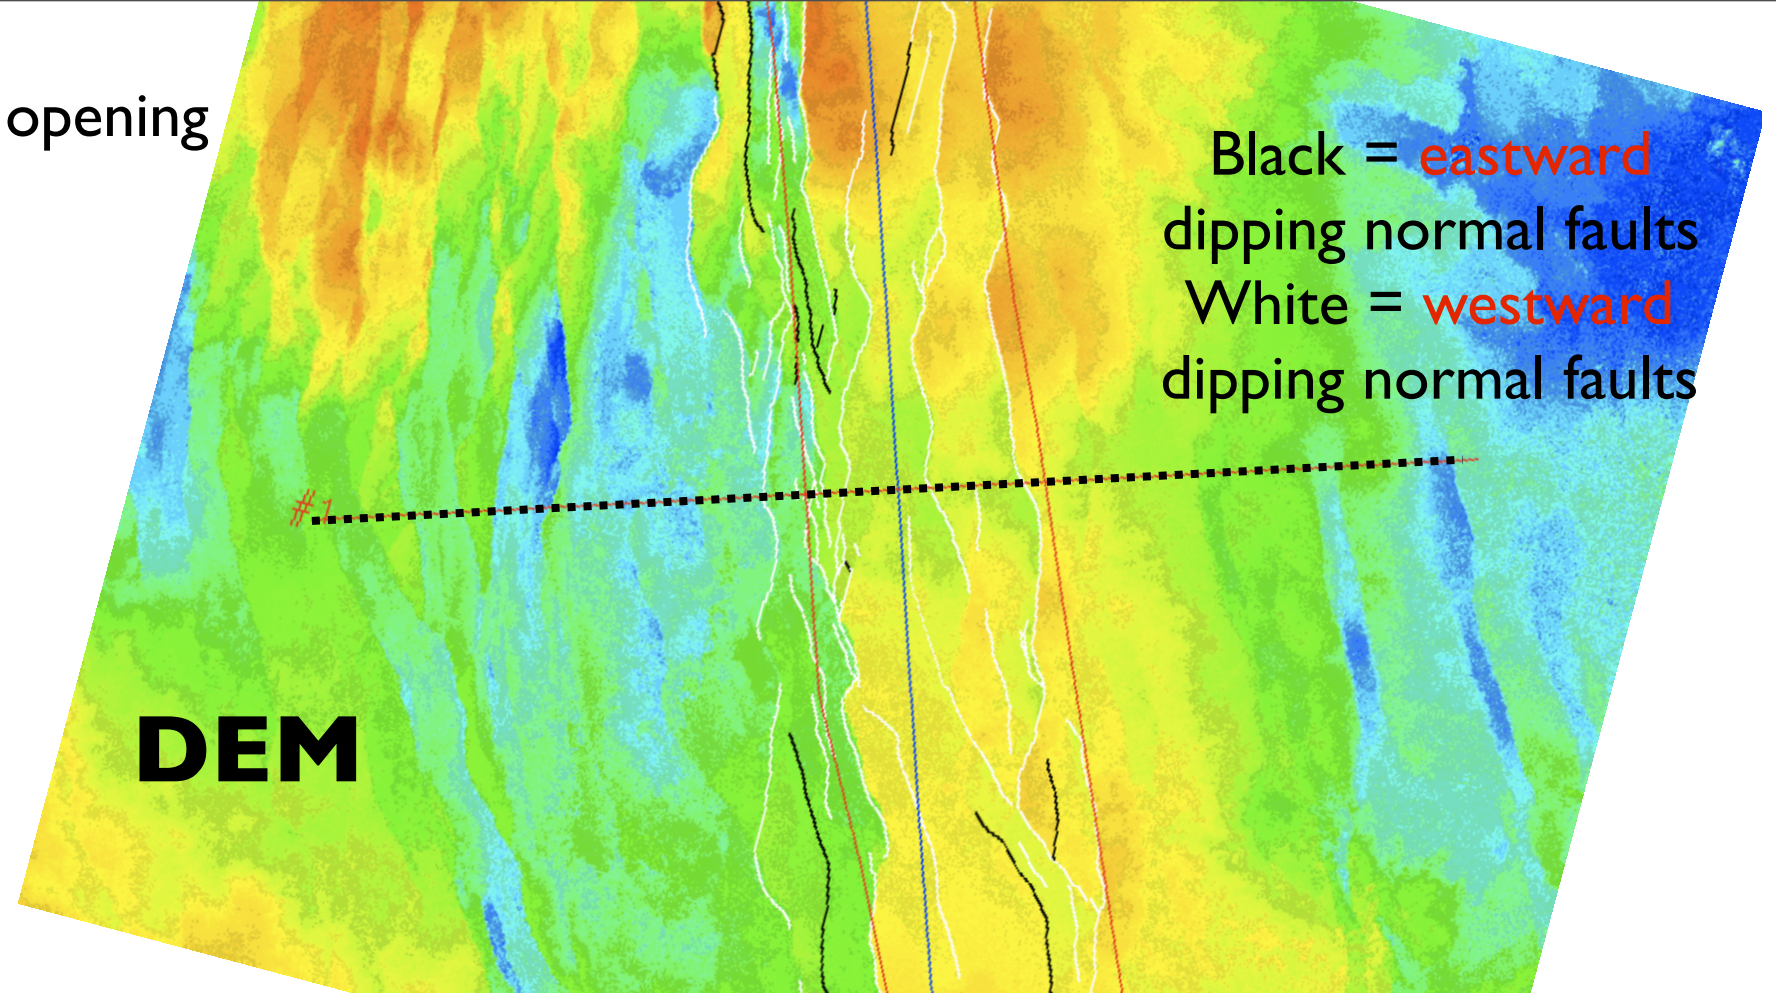 opening
Black = eastward
dipping normal faults
White = westward
dipping normal faults
#1
DEM